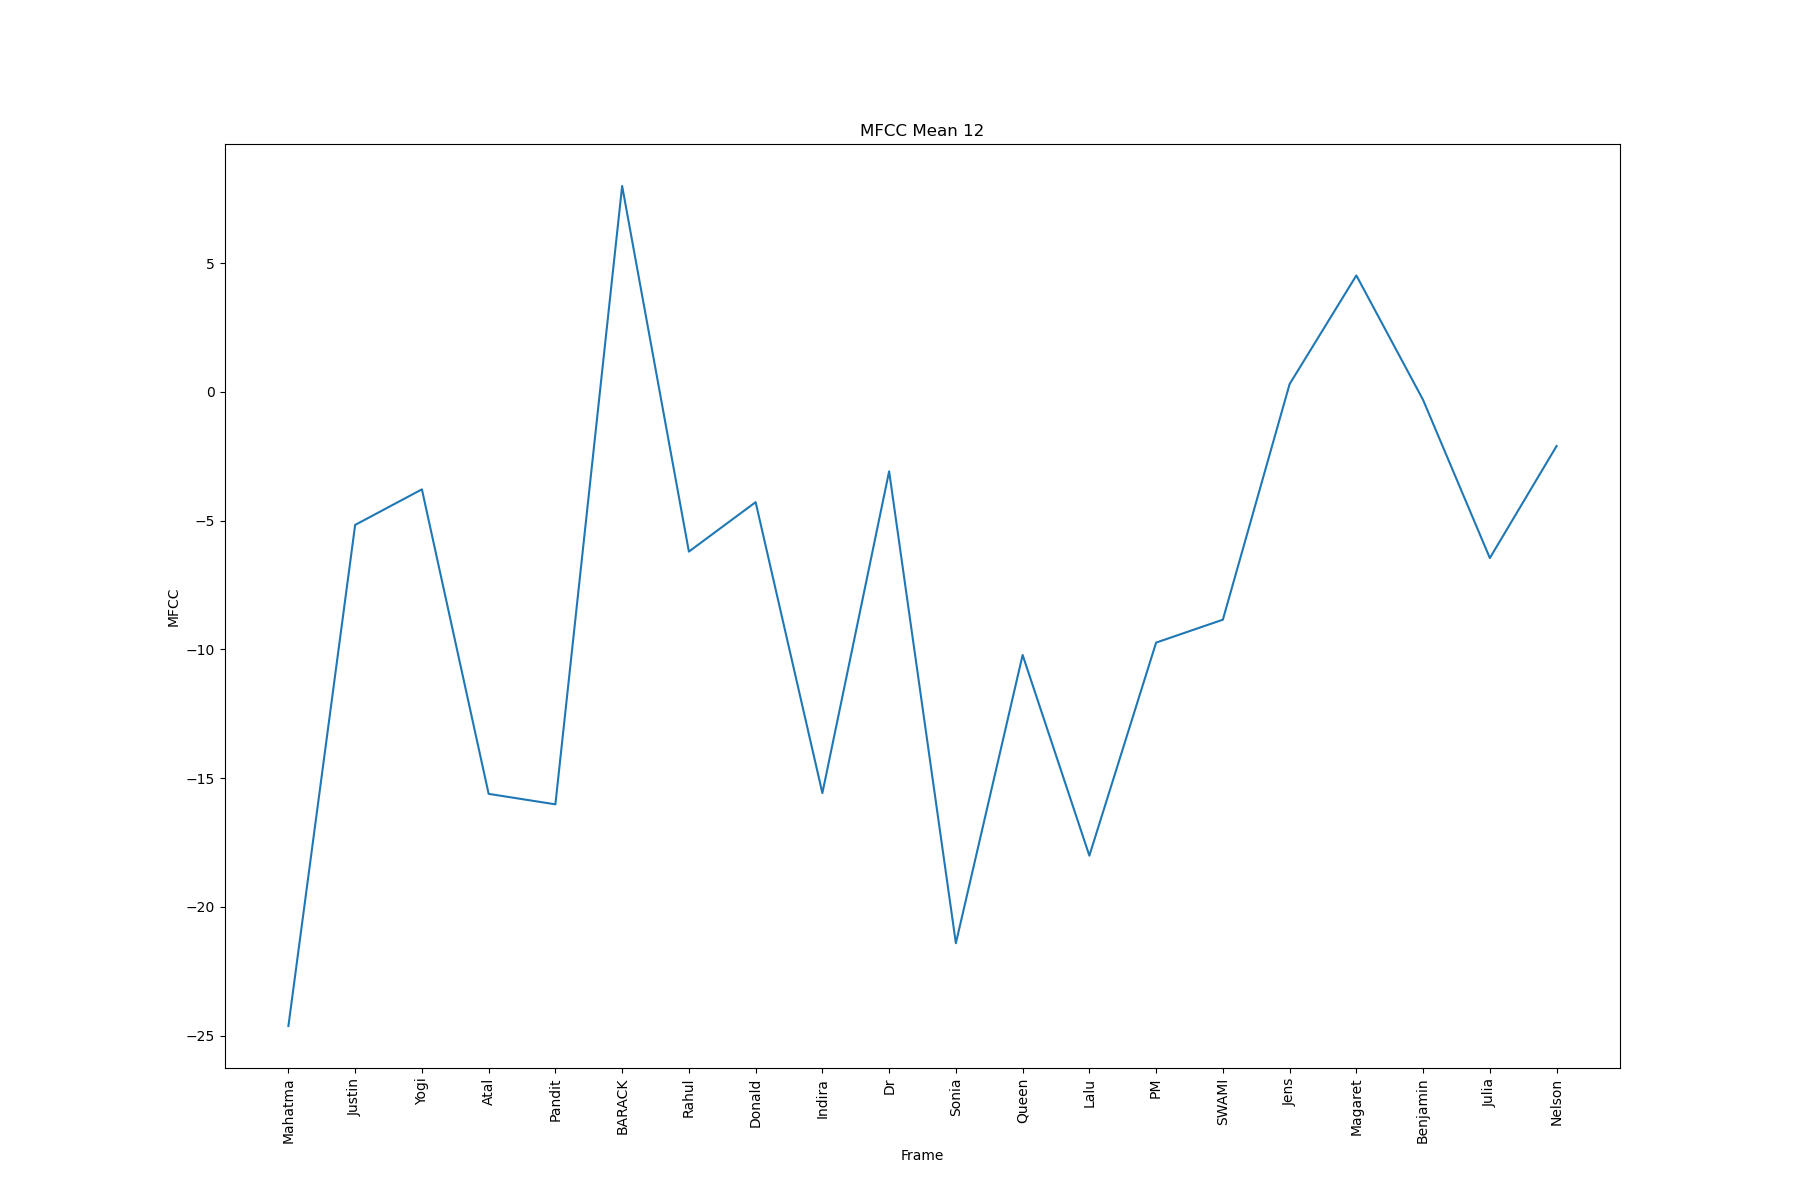 MFCC Mean 12
MFCC
5
0
−5
−10
−15
−20
−25
Mahatma
Justin
Yogi
Atal
Pandit
BARACK
Rahul
Donald
Indira
Dr
Sonia
Queen
Lalu
PM
SWAMI
Jens
Magaret
Benjamin
Julia
Nelson
Frame